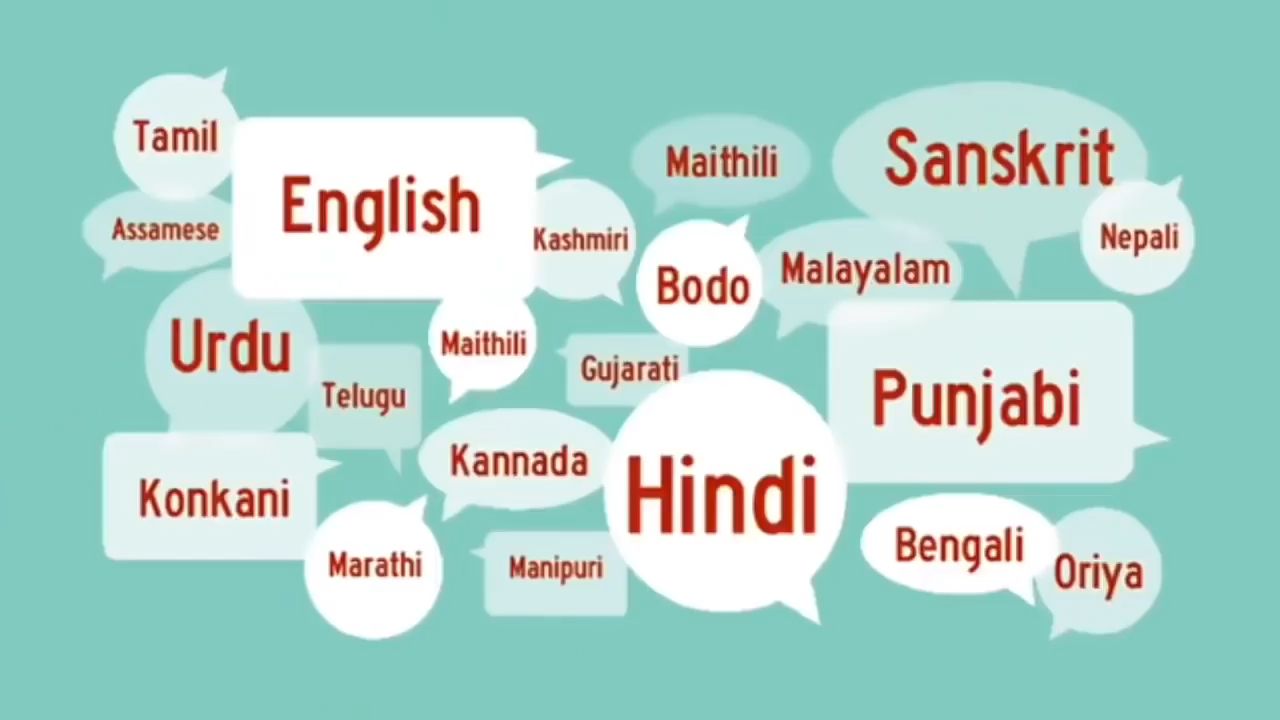 Tamil
English
Maithili
Sanskrit
Assamese
Kashmiri
Nepali
Bodo
Malayalam
Urdu
Maithili
Gujarati
Telugu
Punjabi
Kannada
Konkani
Hindi
Marathi
Manipuri
Bengali
Oriya